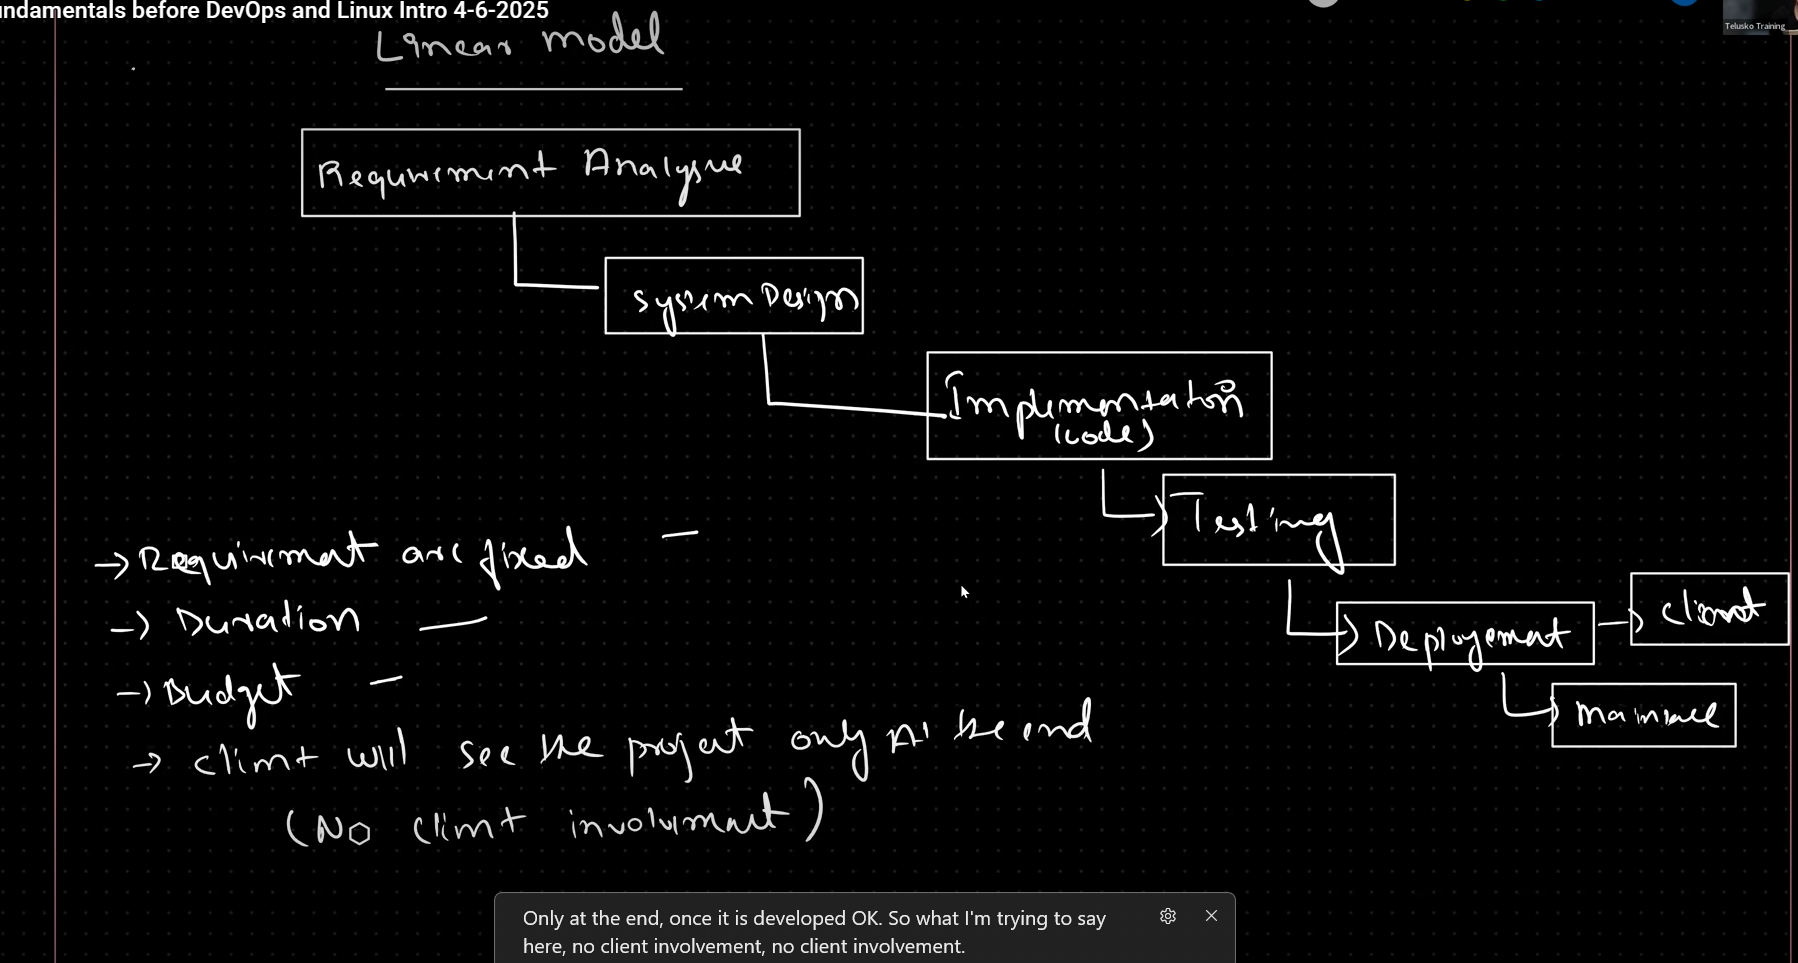 ndamentals before DevOps and Linux Intro 4-6-2025
Telusko Training
Linear model
Requirement Analysis
System Design
Implementation
(code)
Testing
Deployement
client
→ Requirement are fixed —
→ Duration —
→ Budget —
→ client will see the project only At the end
(No client involvement)
Only at the end, once it is developed OK. So what I'm trying to say
here, no client involvement, no client involvement.